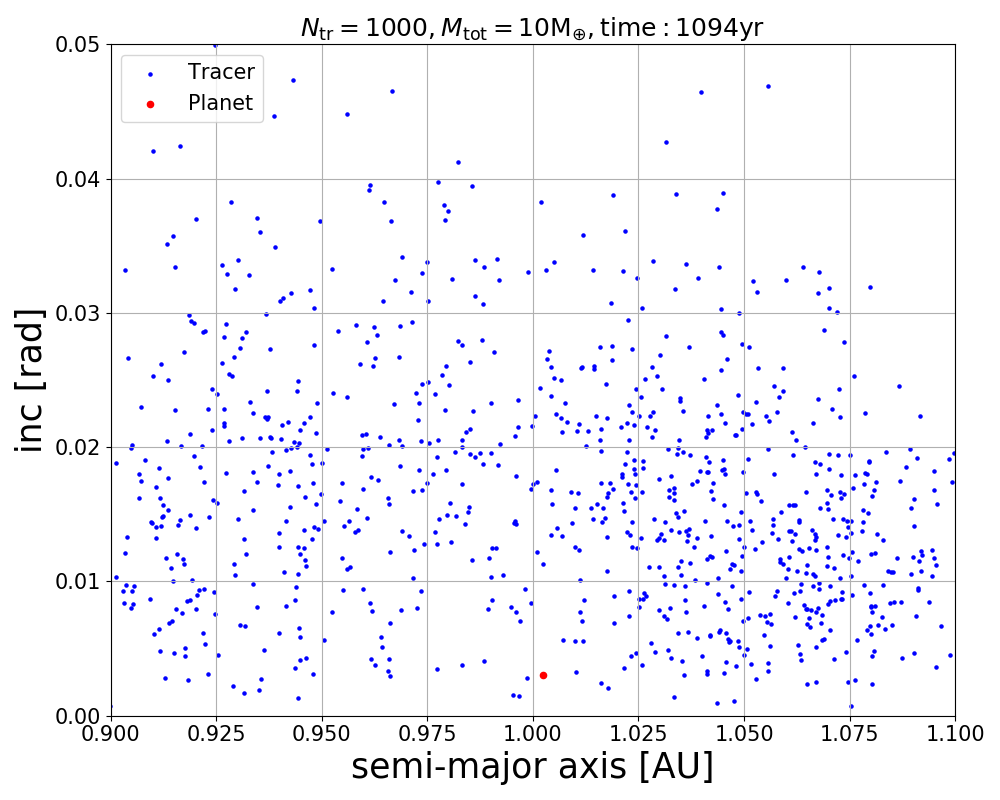 N_tr = 1000, M_tot = 10M_⊕, time : 1094yr
Tracer
Planet
0.05
0.04
0.03
0.02
0.01
0.00
inc [rad]
0.900 0.925 0.950 0.975 1.000 1.025 1.050 1.075 1.100
semi-major axis [AU]